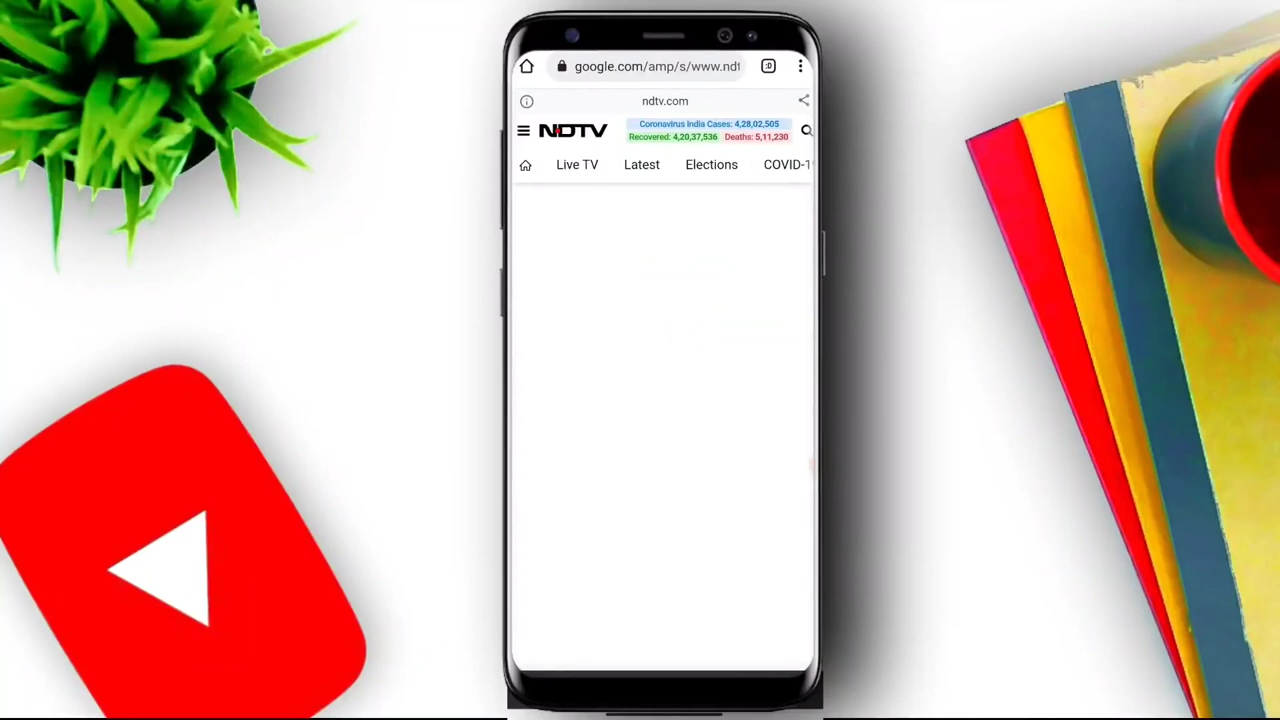 google.com/amp/s/www.ndt
:D
ndtv.com
NDTV
Coronavirus India Cases: 4,28,02,505
Recovered: 4,20,37,536 Deaths: 5,11,230
Live TV Latest Elections COVID-1